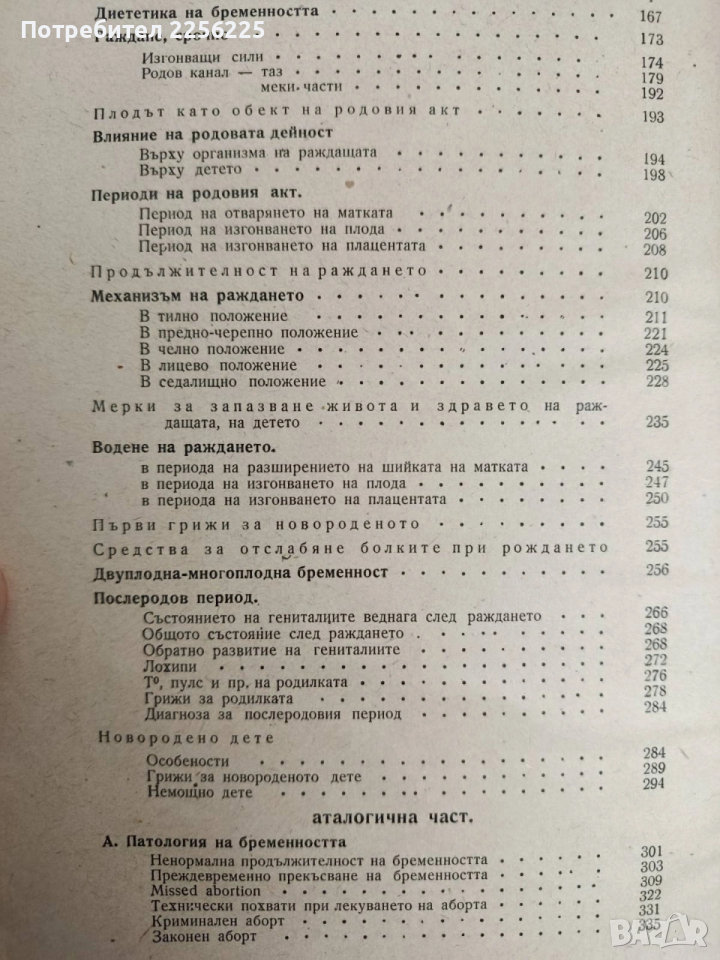 Диететика на бременността 167
Потребител 2256225
Раждане, срочно 173
Изгонващи сили 174
Родов канал — таз 179
меки части 192
Плодът като обект на родовия акт 193
Влияние на родовата дейност
Върху организма на раждащата 194
Върху детето 198
Периоди на родовия акт.
Период на отварянето на матката 202
Период на изгонването на плода 206
Период на изгонването на плацентата 208
Продължителност на раждането 210
Механизъм на раждането 210
В тилно положение 211
В предно-черепно положение 221
В челно положение 224
В лицево положение 225
В седалищно положение 228
Мерки за запазване живота и здравето на раж-
дащата, на детето 235
Водене на раждането.
в периода на разширението на шийката на матката 245
в периода на изгонването на плода 247
в периода на изгонването на плацентата 250
Първи грижи за новороденото 255
Средства за отслабяне болките при рождането 255
Двуплодна-многоплодна бременност 256
Послеродов период.
Състоянието на гениталиите веднага след раждането 266
Общото състояние след раждането 268
Обратно развитие на гениталиите 268
Лохипи 272
Т°, пулс и пр. на родилката 276
Грижи за родилката 278
Диагноза за послеродовия период 284
Новородено дете
Особености 284
Грижи за новороденото дете 289
Немощно дете 294
аталогична част.
А. Патология на бременността
Ненормална продължителност на бременността 301
Преждевременно прекъсване на бременността 303
Missed abortion 309
Технически похвати при лекуването на аборта 322
Криминален аборт 331
Законен аборт 335
BAZAR